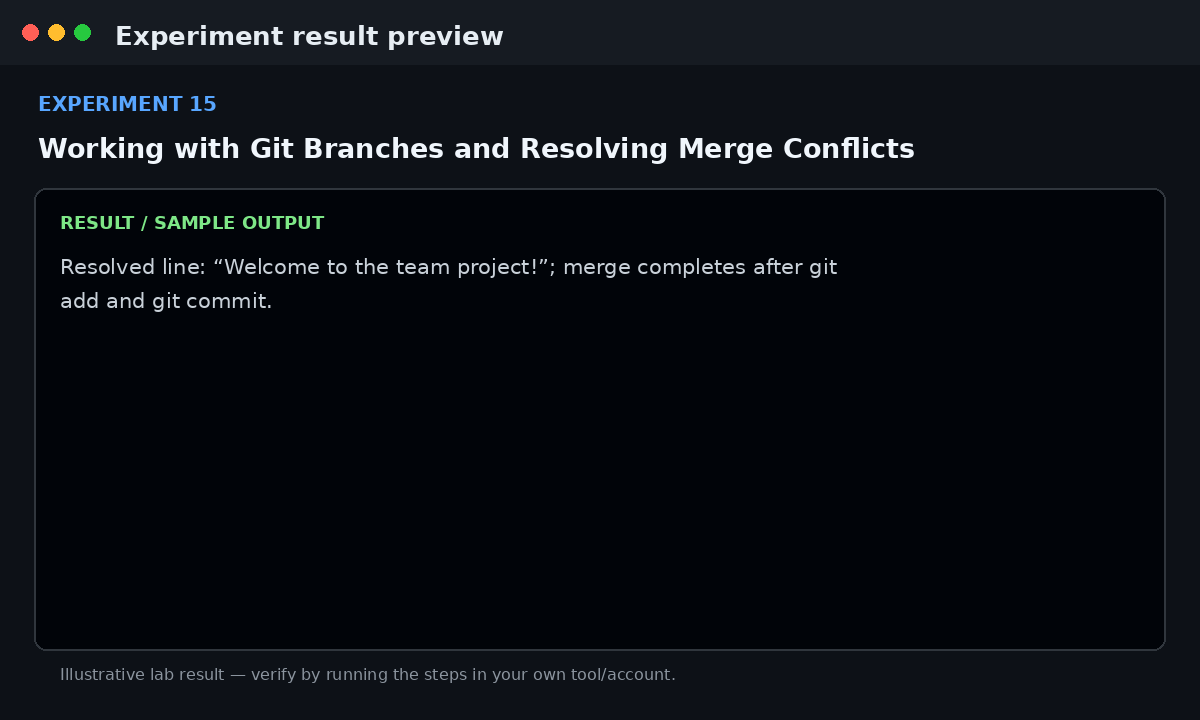 Experiment result preview
EXPERIMENT 15
Working with Git Branches and Resolving Merge Conflicts
RESULT / SAMPLE OUTPUT
Resolved line: “Welcome to the team project!”; merge completes after git
add and git commit.
Illustrative lab result — verify by running the steps in your own tool/account.